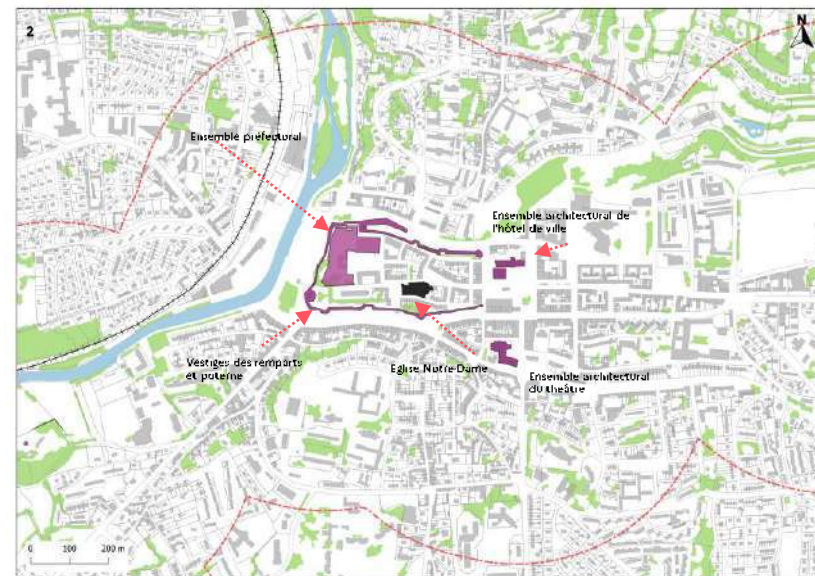 2
N
Ensemble préfectoral
Ensemble architectural de
l'hôtel de ville
Vestiges des remparts
et poterne
Eglise Notre-Dame
Ensemble architectural
du théâtre
0 100 200 m